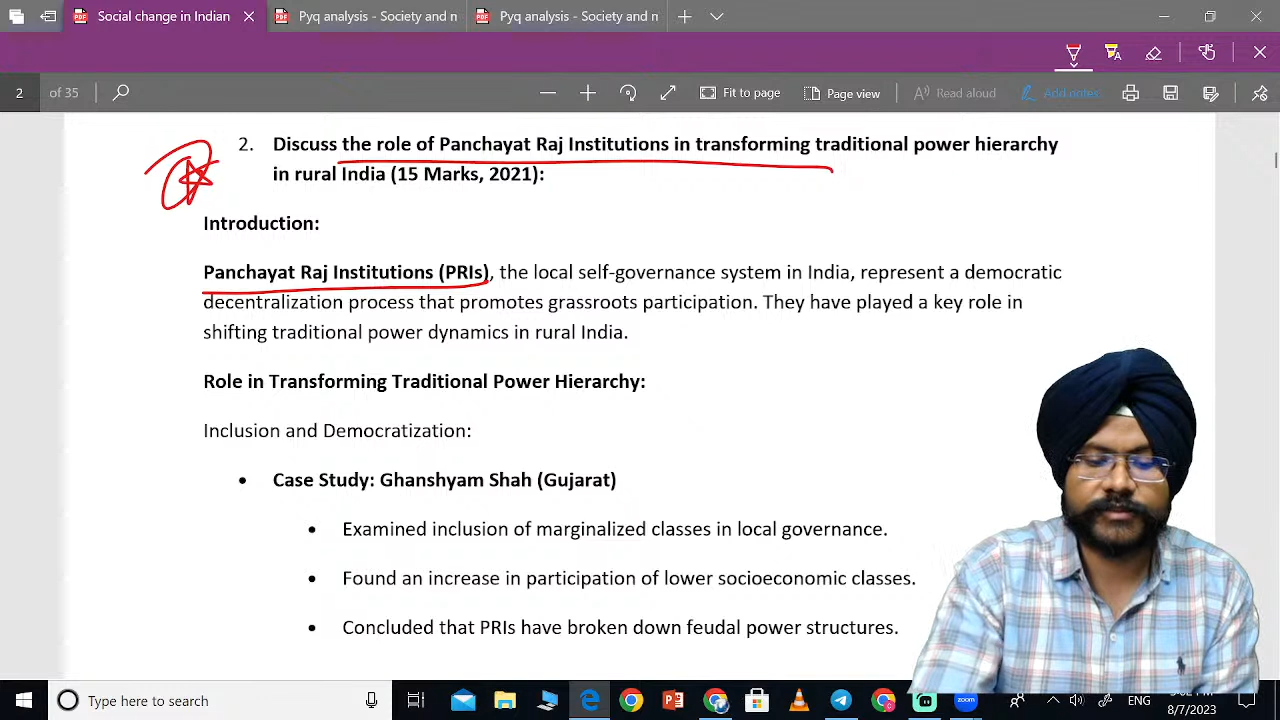 Social change in Indian
Pyq analysis - Society and n
Pyq analysis - Society and n
2 of 35
Fit to page
Page view
Read aloud
Add notes
2. Discuss the role of Panchayat Raj Institutions in transforming traditional power hierarchy
in rural India (15 Marks, 2021):
Introduction:
Panchayat Raj Institutions (PRIs), the local self-governance system in India, represent a democratic
decentralization process that promotes grassroots participation. They have played a key role in
shifting traditional power dynamics in rural India.
Role in Transforming Traditional Power Hierarchy:
Inclusion and Democratization:
• Case Study: Ghanshyam Shah (Gujarat)
• Examined inclusion of marginalized classes in local governance.
• Found an increase in participation of lower socioeconomic classes.
• Concluded that PRIs have broken down feudal power structures.
Type here to search
zoom
ENG
8/7/2023